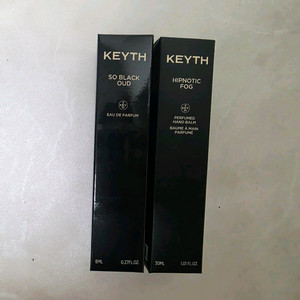 KEYTH
SO BLACK
OUD
EAU DE PARFUM
8ML 0.27FL.OZ.
KEYTH
HIPNOTIC
FOG
PERFUMED
HAND BALM
BAUME À MAIN
PARFUMÉ
30ML 1.01 FL.OZ.